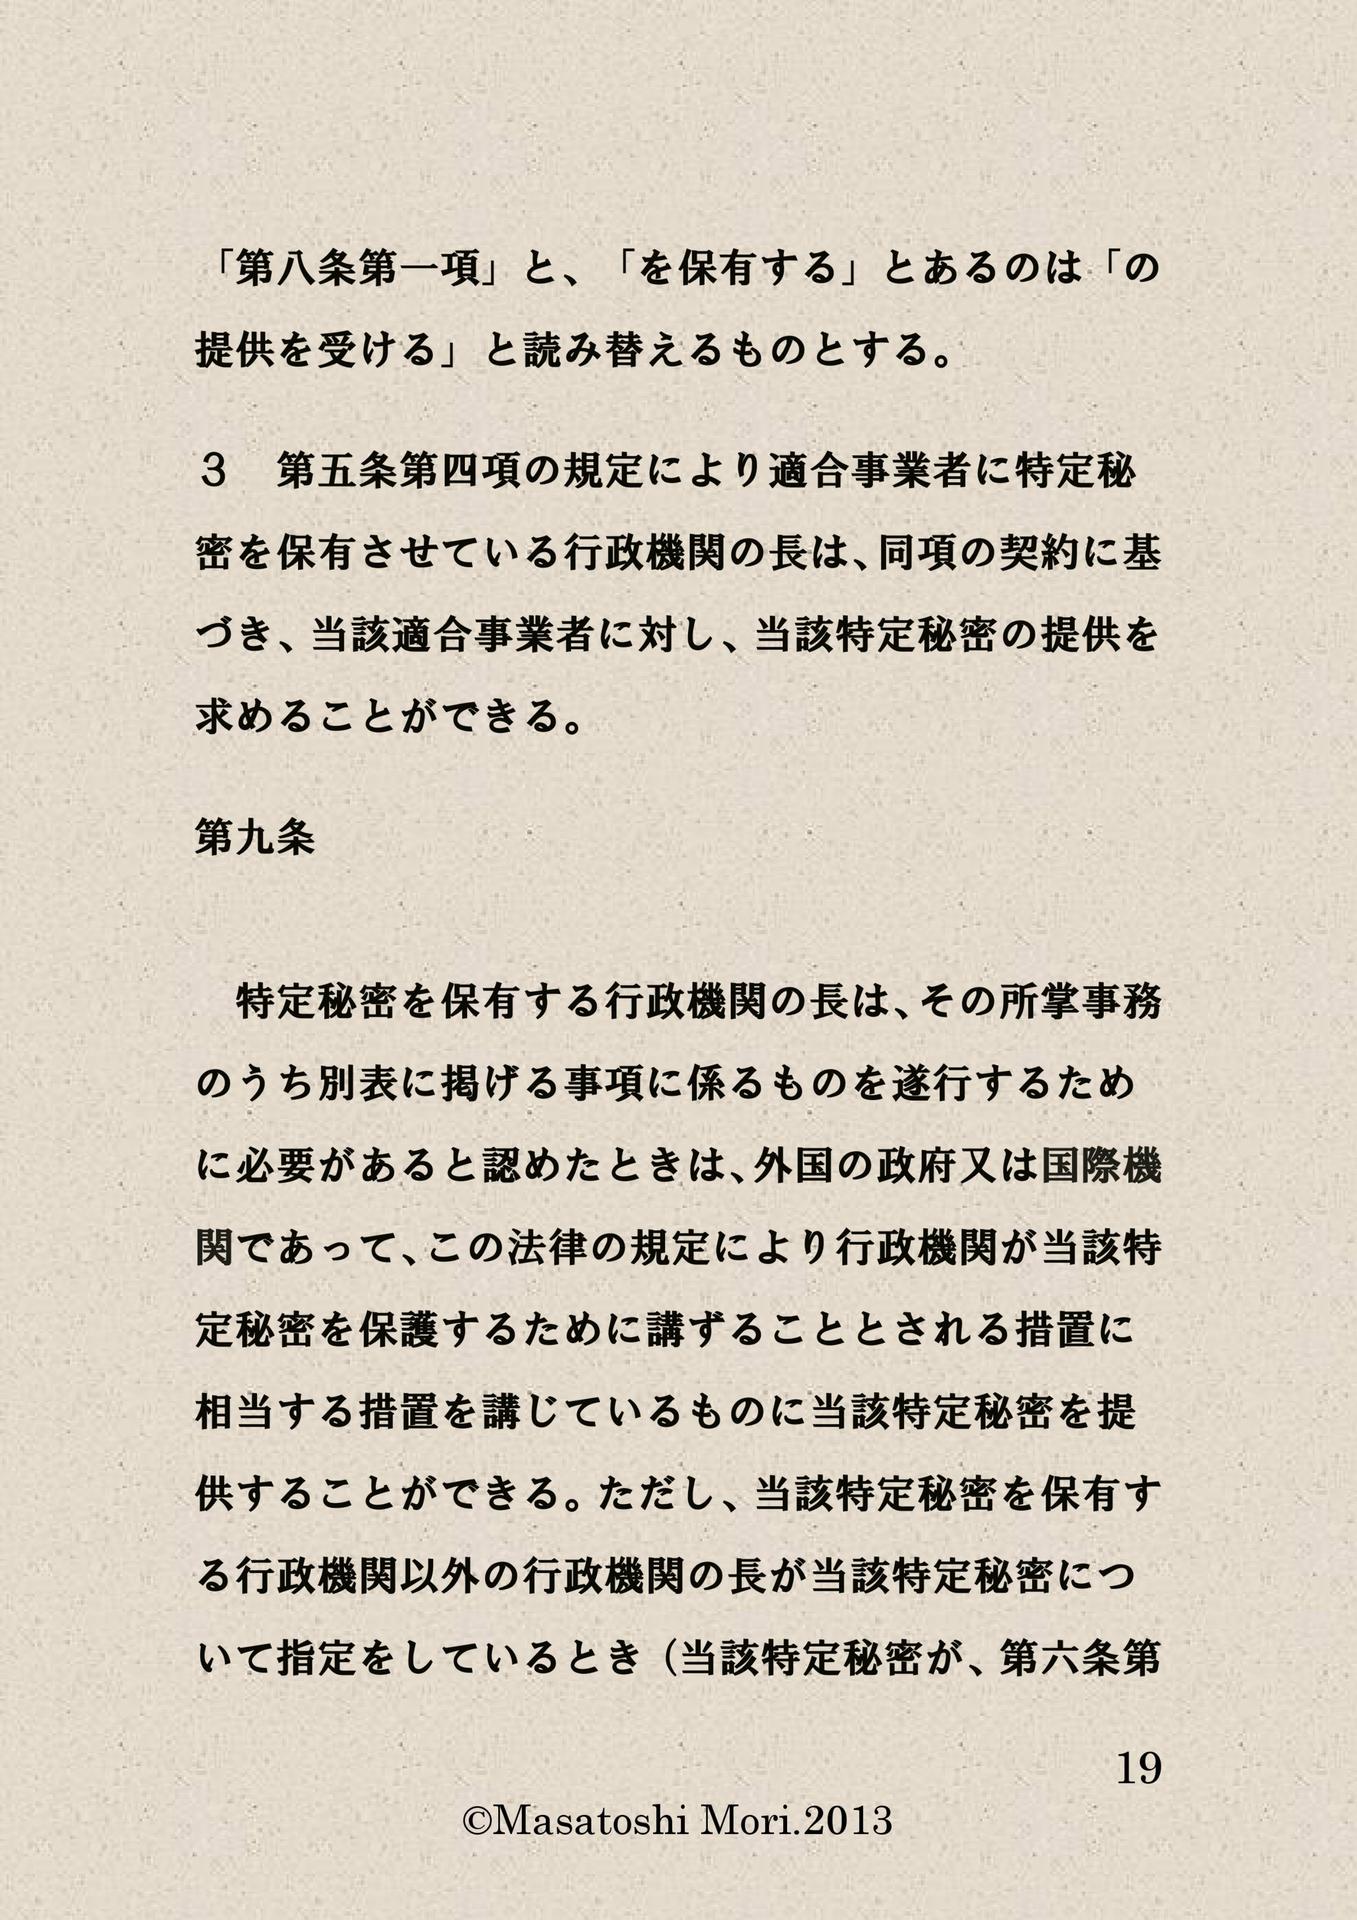 「第八条第一項」と、「を保有する」とあるのは「の
提供を受ける」と読み替えるものとする。
３　第五条第四項の規定により適合事業者に特定秘
密を保有させている行政機関の長は、同項の契約に基
づき、当該適合事業者に対し、当該特定秘密の提供を
求めることができる。
第九条
　特定秘密を保有する行政機関の長は、その所掌事務
のうち別表に掲げる事項に係るものを遂行するため
に必要があると認めたときは、外国の政府又は国際機
関であって、この法律の規定により行政機関が当該特
定秘密を保護するために講ずることとされる措置に
相当する措置を講じているものに当該特定秘密を提
供することができる。ただし、当該特定秘密を保有す
る行政機関以外の行政機関の長が当該特定秘密につ
いて指定をしているとき（当該特定秘密が、第六条第
19
©Masatoshi Mori.2013